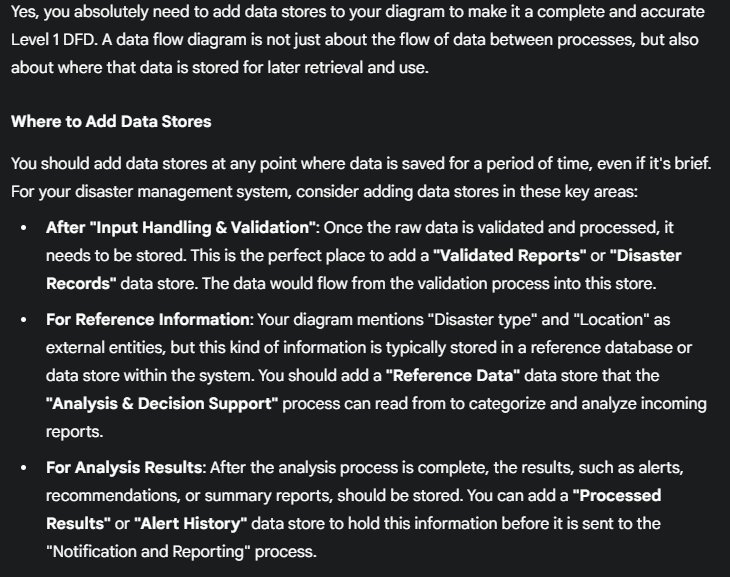 Yes, you absolutely need to add data stores to your diagram to make it a complete and accurate
Level 1 DFD. A data flow diagram is not just about the flow of data between processes, but also
about where that data is stored for later retrieval and use.
Where to Add Data Stores
You should add data stores at any point where data is saved for a period of time, even if it's brief.
For your disaster management system, consider adding data stores in these key areas:
• After "Input Handling & Validation": Once the raw data is validated and processed, it
needs to be stored. This is the perfect place to add a "Validated Reports" or "Disaster
Records" data store. The data would flow from the validation process into this store.
• For Reference Information: Your diagram mentions "Disaster type" and "Location" as
external entities, but this kind of information is typically stored in a reference database or
data store within the system. You should add a "Reference Data" data store that the
"Analysis & Decision Support" process can read from to categorize and analyze incoming
reports.
• For Analysis Results: After the analysis process is complete, the results, such as alerts,
recommendations, or summary reports, should be stored. You can add a "Processed
Results" or "Alert History" data store to hold this information before it is sent to the
"Notification and Reporting" process.